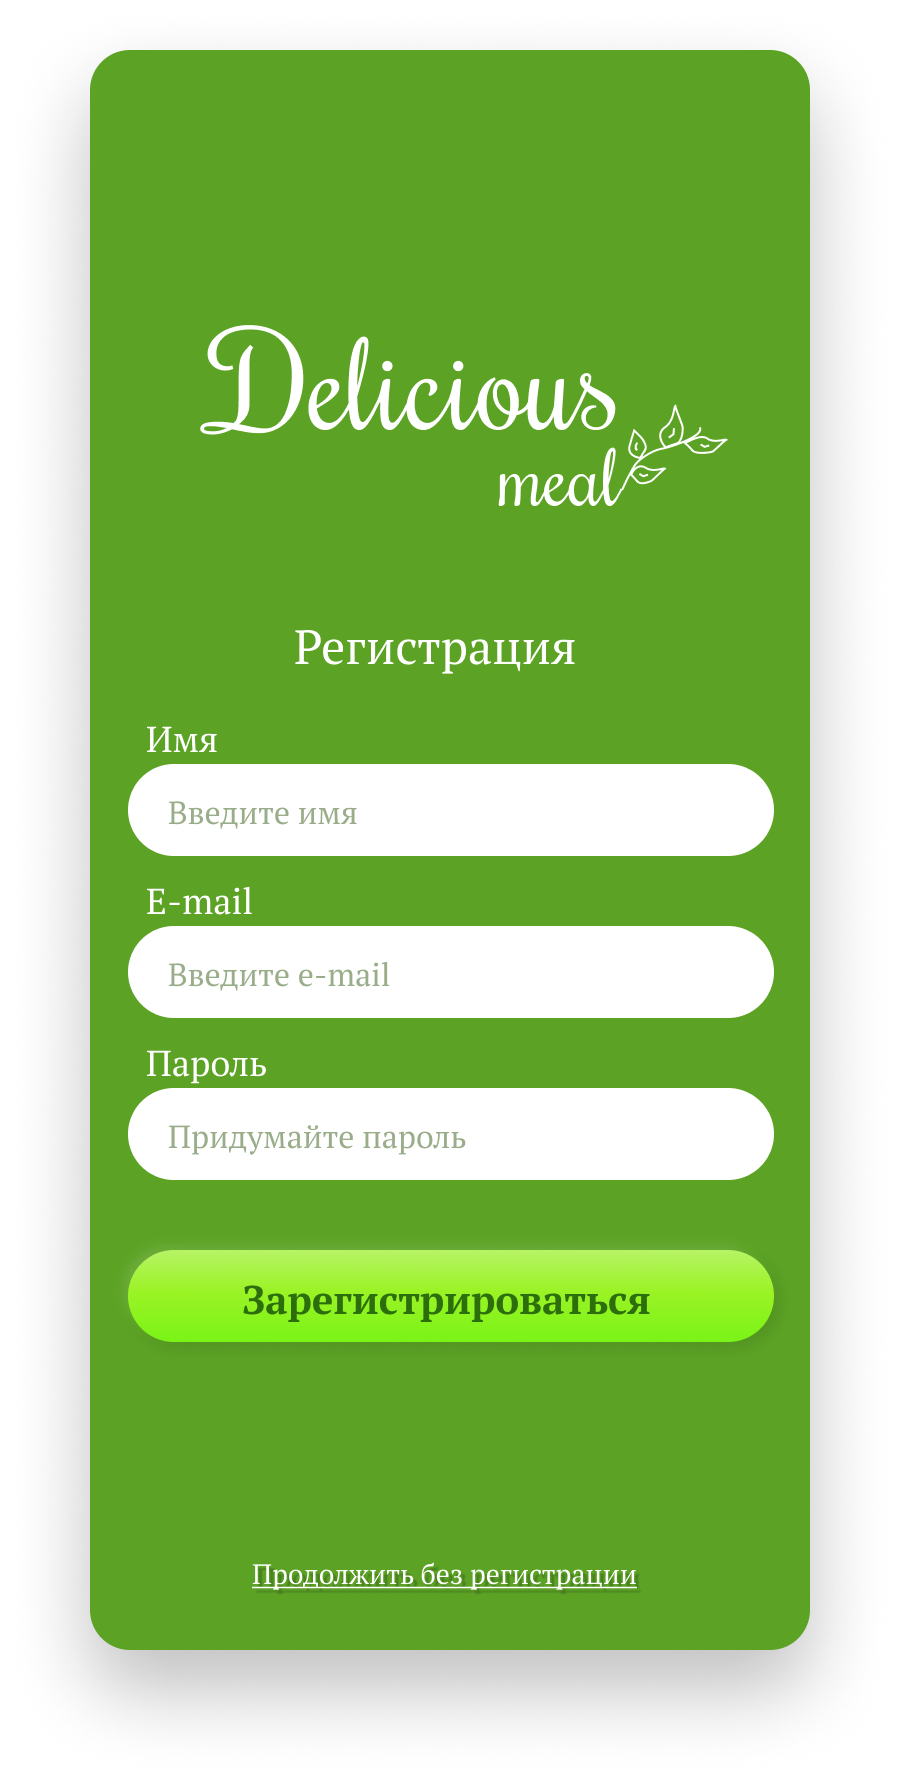 Delicious
meal
Регистрация
Имя
Введите имя
E-mail
Введите e-mail
Пароль
Придумайте пароль
Зарегистрироваться
Продолжить без регистрации